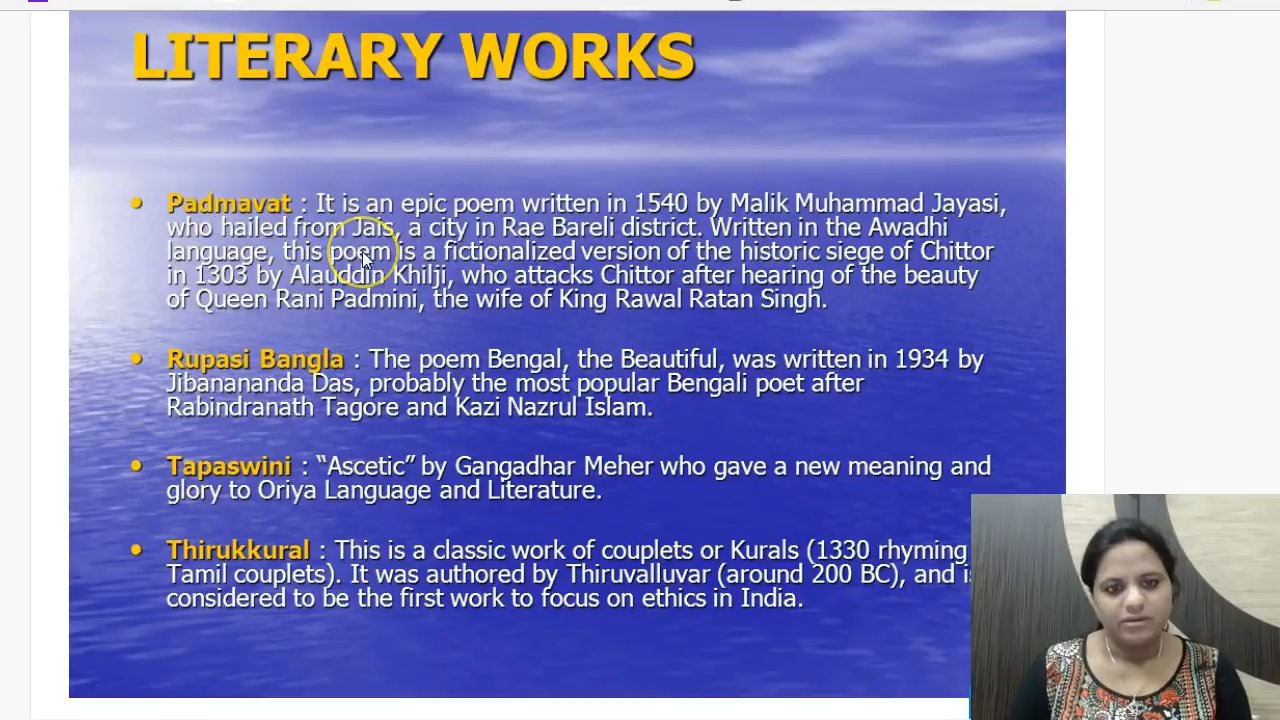 LITERARY WORKS
• Padmavat : It is an epic poem written in 1540 by Malik Muhammad Jayasi,
who hailed from Jais, a city in Rae Bareli district. Written in the Awadhi
language, this poem is a fictionalized version of the historic siege of Chittor
in 1303 by Alauddin Khilji, who attacks Chittor after hearing of the beauty
of Queen Rani Padmini, the wife of King Rawal Ratan Singh.
• Rupasi Bangla : The poem Bengal, the Beautiful, was written in 1934 by
Jibanananda Das, probably the most popular Bengali poet after
Rabindranath Tagore and Kazi Nazrul Islam.
• Tapaswini : “Ascetic” by Gangadhar Meher who gave a new meaning and
glory to Oriya Language and Literature.
• Thirukkural : This is a classic work of couplets or Kurals (1330 rhyming
Tamil couplets). It was authored by Thiruvalluvar (around 200 BC), and is
considered to be the first work to focus on ethics in India.